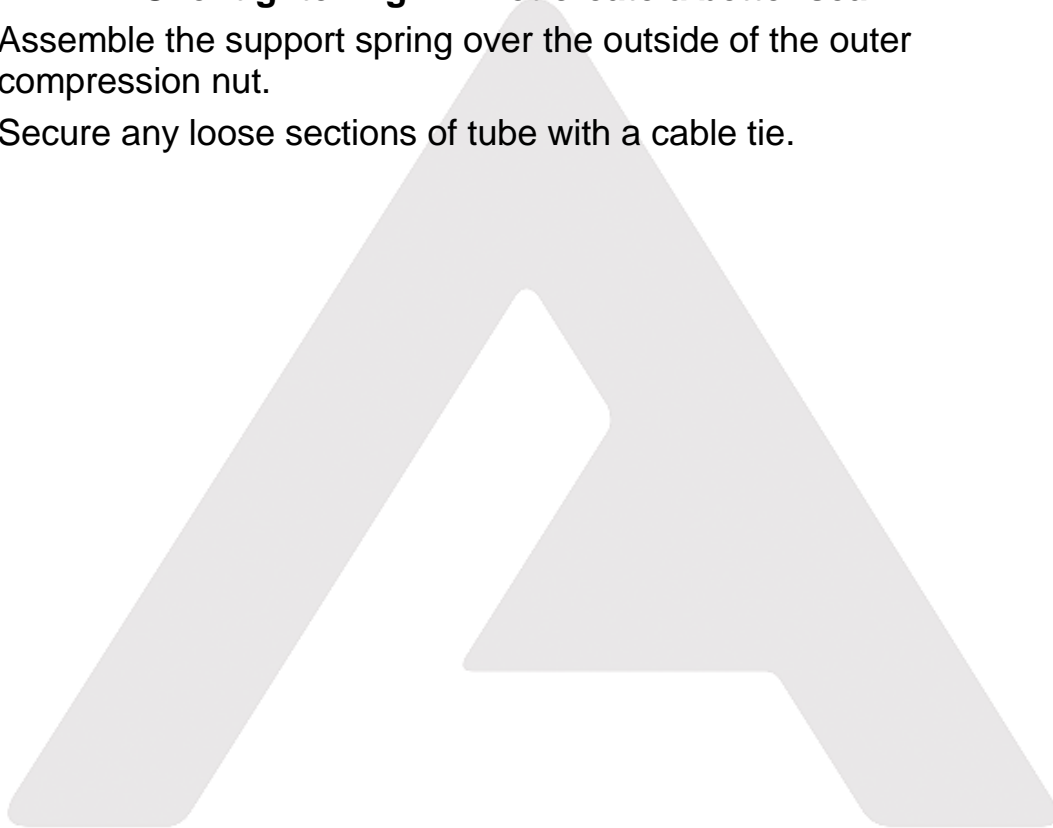 Assemble the support spring over the outside of the outer
compression nut.
Secure any loose sections of tube with a cable tie.